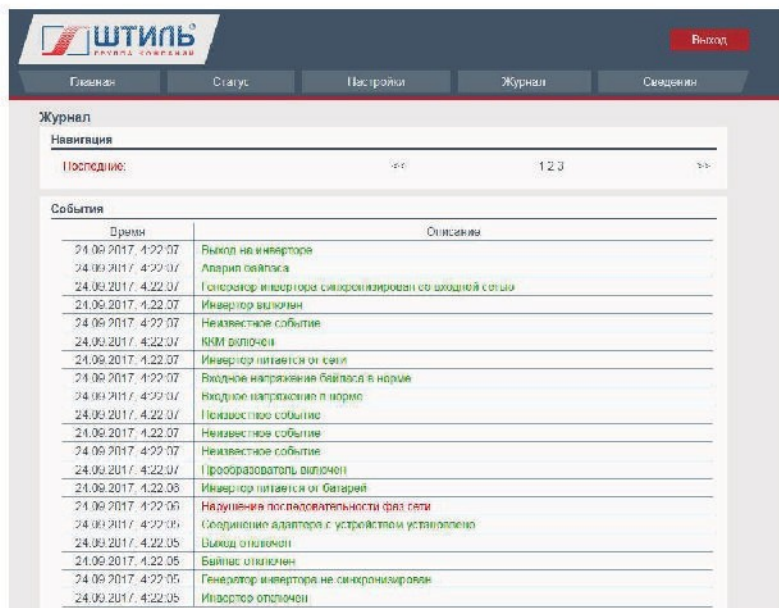 ШТИЛЬ®
ГРУППА КОМПАНИЙ
Выход
Главная Статус Настройки Журнал Сведения
Журнал
Навигация
Последние: << 1 2 3 >>
События
Время Описание
24.09.2017, 4:22:07 Выход на инверторе
24.09.2017, 4:22:07 Авария байпаса
24.09.2017, 4:22:07 Генератор инвертора синхронизирован со входной сетью
24.09.2017, 4:22:07 Инвертор включен
24.09.2017, 4:22:07 Неизвестное событие
24.09.2017, 4:22:07 ККМ включен
24.09.2017, 4:22:07 Инвертор питается от сети
24.09.2017, 4:22:07 Входное напряжение байпаса в норме
24.09.2017, 4:22:07 Входное напряжение в норме
24.09.2017, 4:22:07 Неизвестное событие
24.09.2017, 4:22:07 Неизвестное событие
24.09.2017, 4:22:07 Неизвестное событие
24.09.2017, 4:22:07 Преобразователь включен
24.09.2017, 4:22:06 Инвертор питается от батарей
24.09.2017, 4:22:06 Нарушение последовательности фаз сети
24.09.2017, 4:22:05 Соединение адаптера с устройством установлено
24.09.2017, 4:22:05 Выход отключен
24.09.2017, 4:22:05 Байпас отключен
24.09.2017, 4:22:05 Генератор инвертора не синхронизирован
24.09.2017, 4:22:05 Инвертор отключен